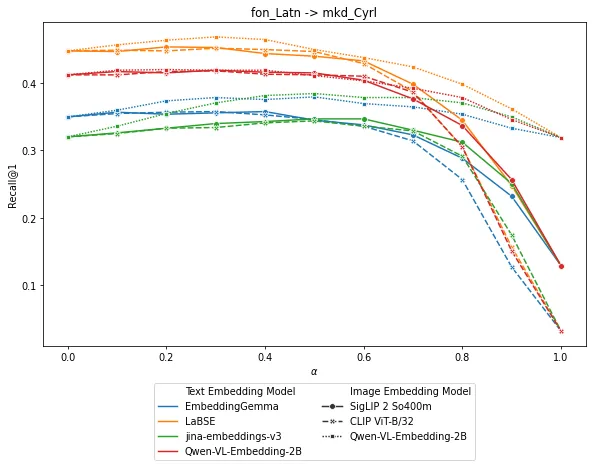 fon_Latn -> mkd_Cyrl
Recall@1
0.4
0.3
0.2
0.1
0.0 0.2 0.4 0.6 0.8 1.0
α
Text Embedding Model Image Embedding Model
EmbeddingGemma SigLIP 2 So400m
LaBSE CLIP ViT-B/32
jina-embeddings-v3 Qwen-VL-Embedding-2B
Qwen-VL-Embedding-2B